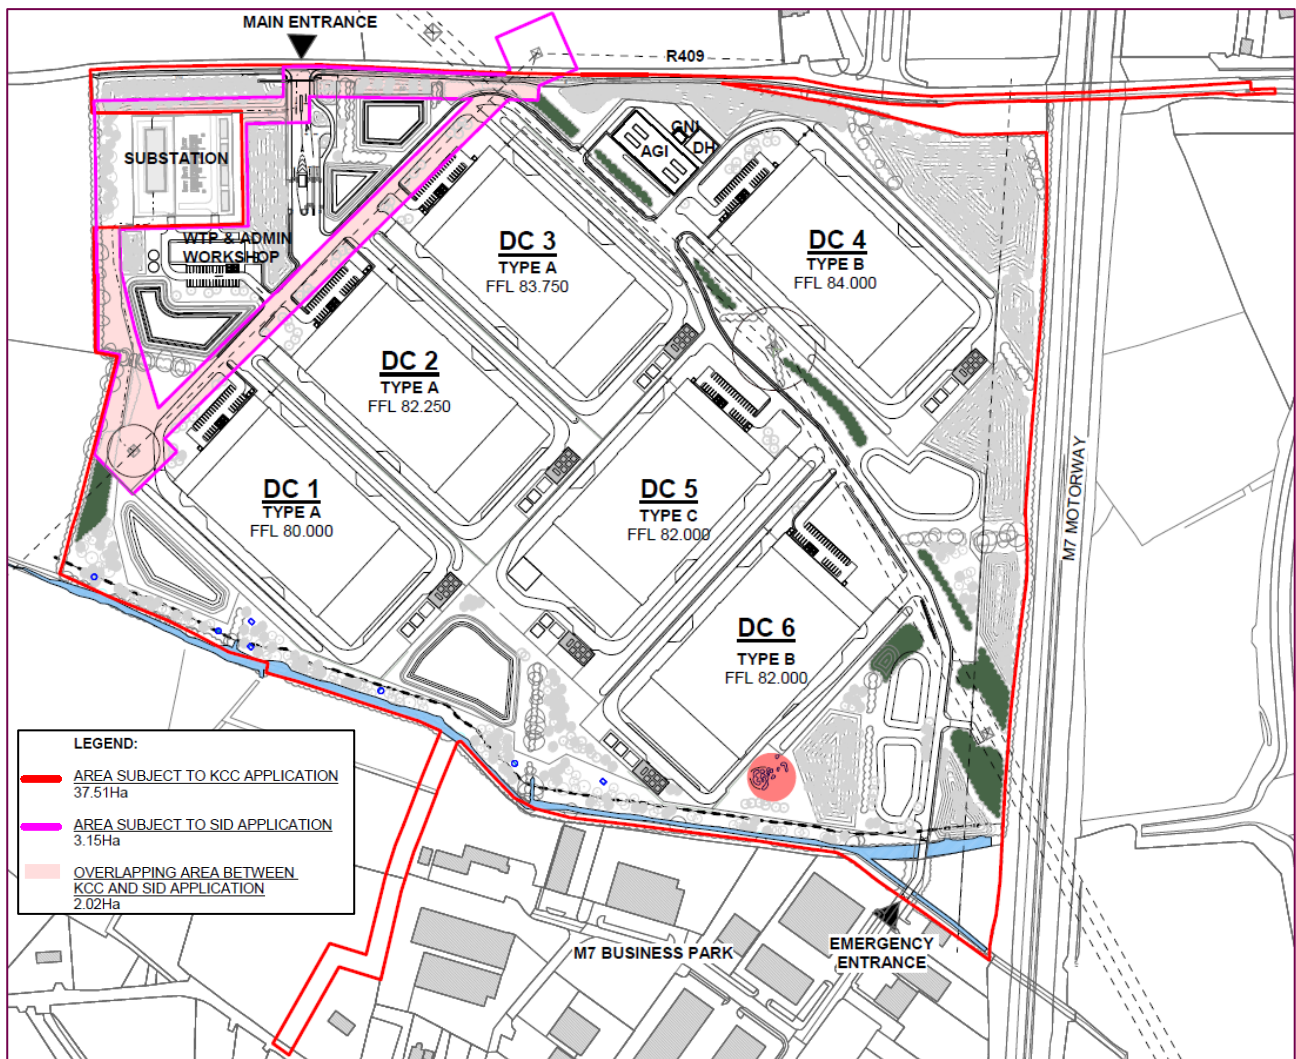 MAIN ENTRANCE
R409
SUBSTATION
GNI
AGI
DH
WTP & ADMIN
WORKSHOP
DC 3
TYPE A
FFL 83.750
DC 4
TYPE B
FFL 84.000
DC 2
TYPE A
FFL 82.250
DC 1
TYPE A
FFL 80.000
DC 5
TYPE C
FFL 82.000
M7 MOTORWAY
DC 6
TYPE B
FFL 82.000
LEGEND:
AREA SUBJECT TO KCC APPLICATION
37.51Ha
AREA SUBJECT TO SID APPLICATION
3.15Ha
OVERLAPPING AREA BETWEEN
KCC AND SID APPLICATION
2.02Ha
M7 BUSINESS PARK
EMERGENCY
ENTRANCE